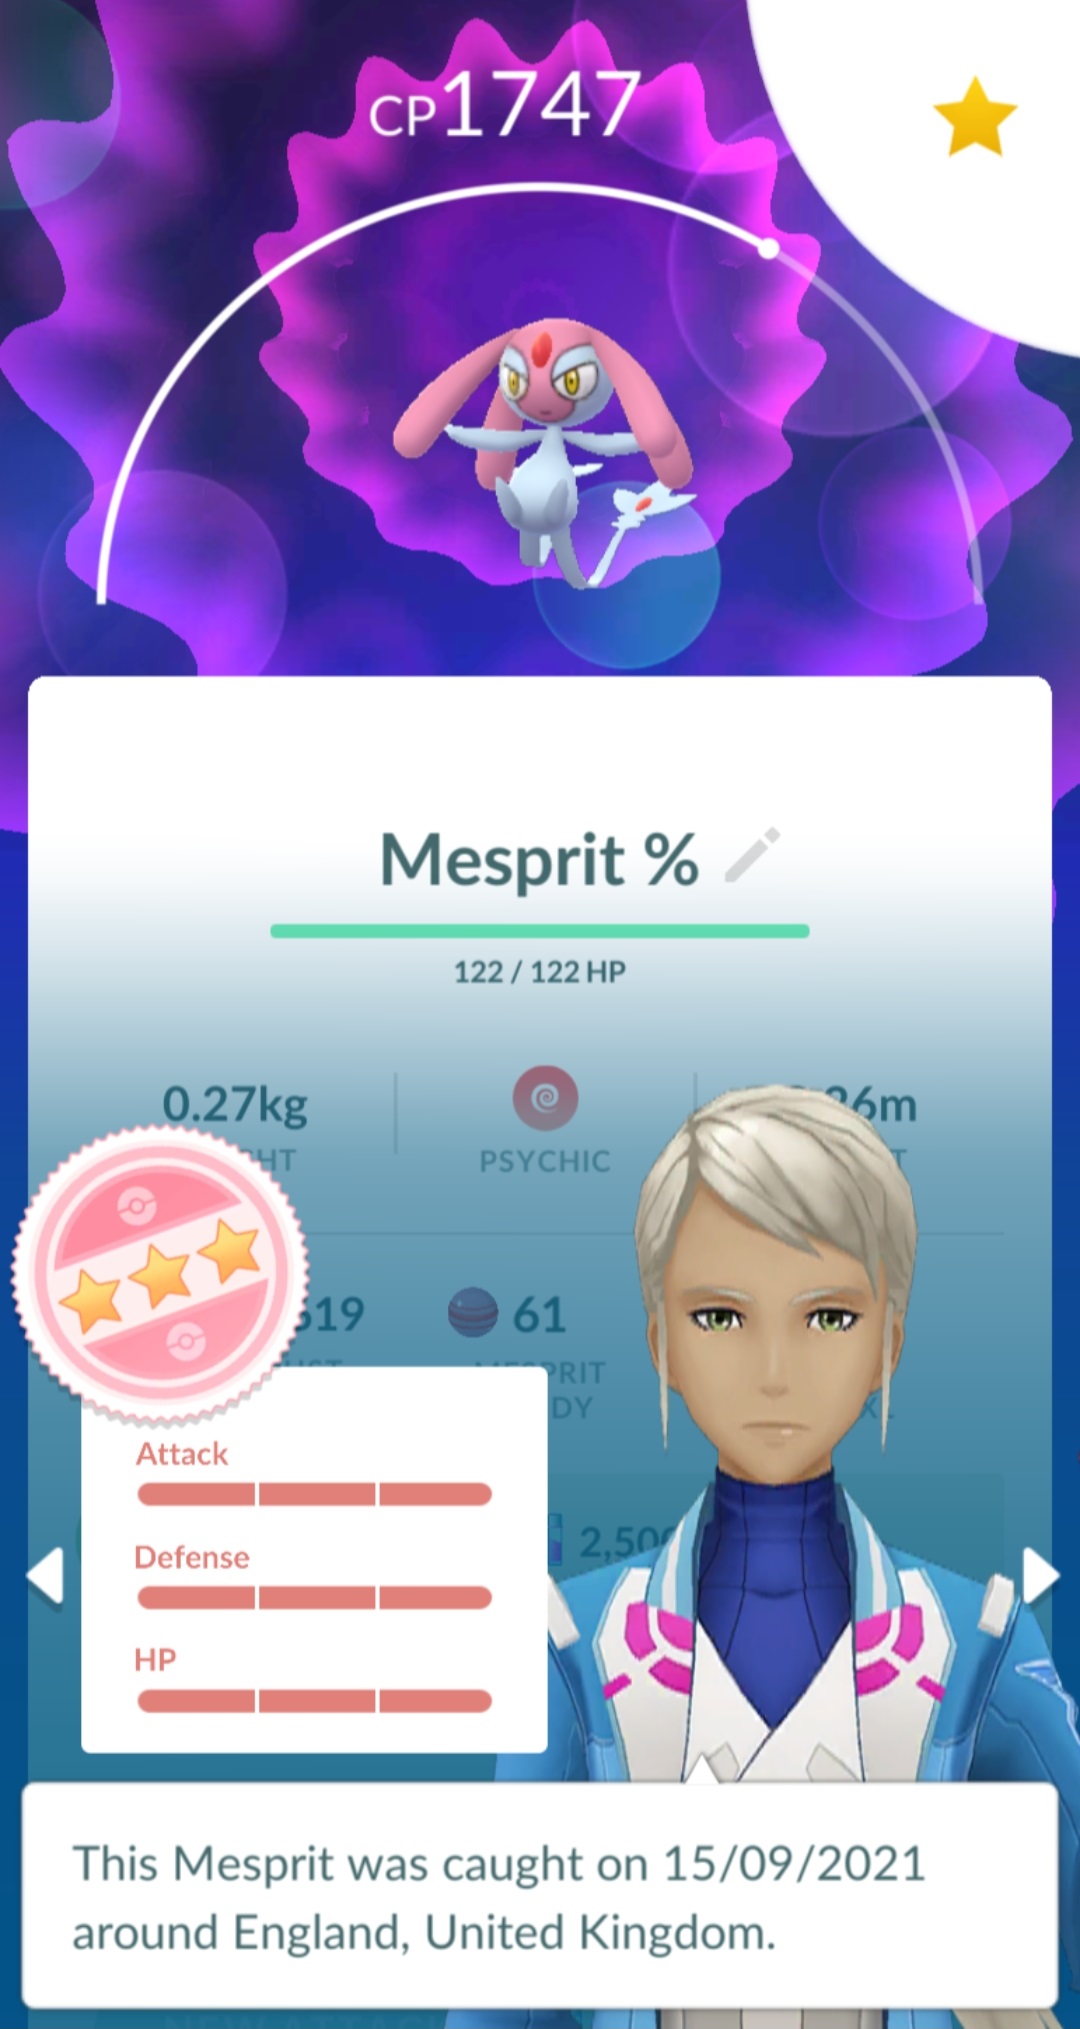 CP1747
Mesprit %
122 / 122 HP
0.27kg
PSYCHIC
61
Attack
Defense
HP
This Mesprit was caught on 15/09/2021
around England, United Kingdom.